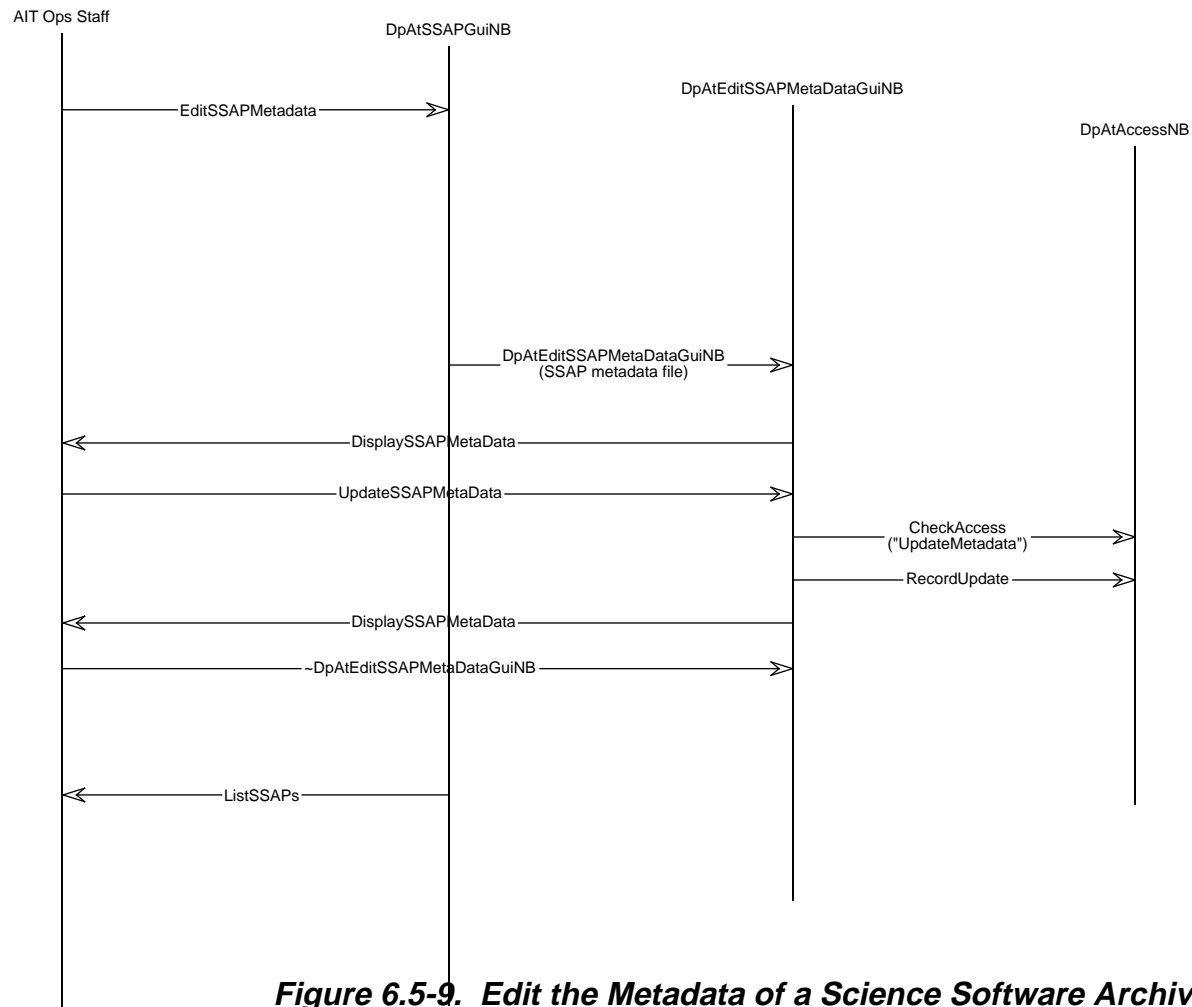 AIT Ops Staff
DpAtSSAPGuiNB
DpAtEditSSAPMetaDataGuiNB
DpAtAccessNB
EditSSAPMetadata
DpAtEditSSAPMetaDataGuiNB
(SSAP metadata file)
DisplaySSAPMetaData
UpdateSSAPMetaData
CheckAccess
("UpdateMetadata")
RecordUpdate
DisplaySSAPMetaData
~DpAtEditSSAPMetaDataGuiNB
ListSSAPs
Figure 6.5-9. Edit the Metadata of a Science Software Archiv